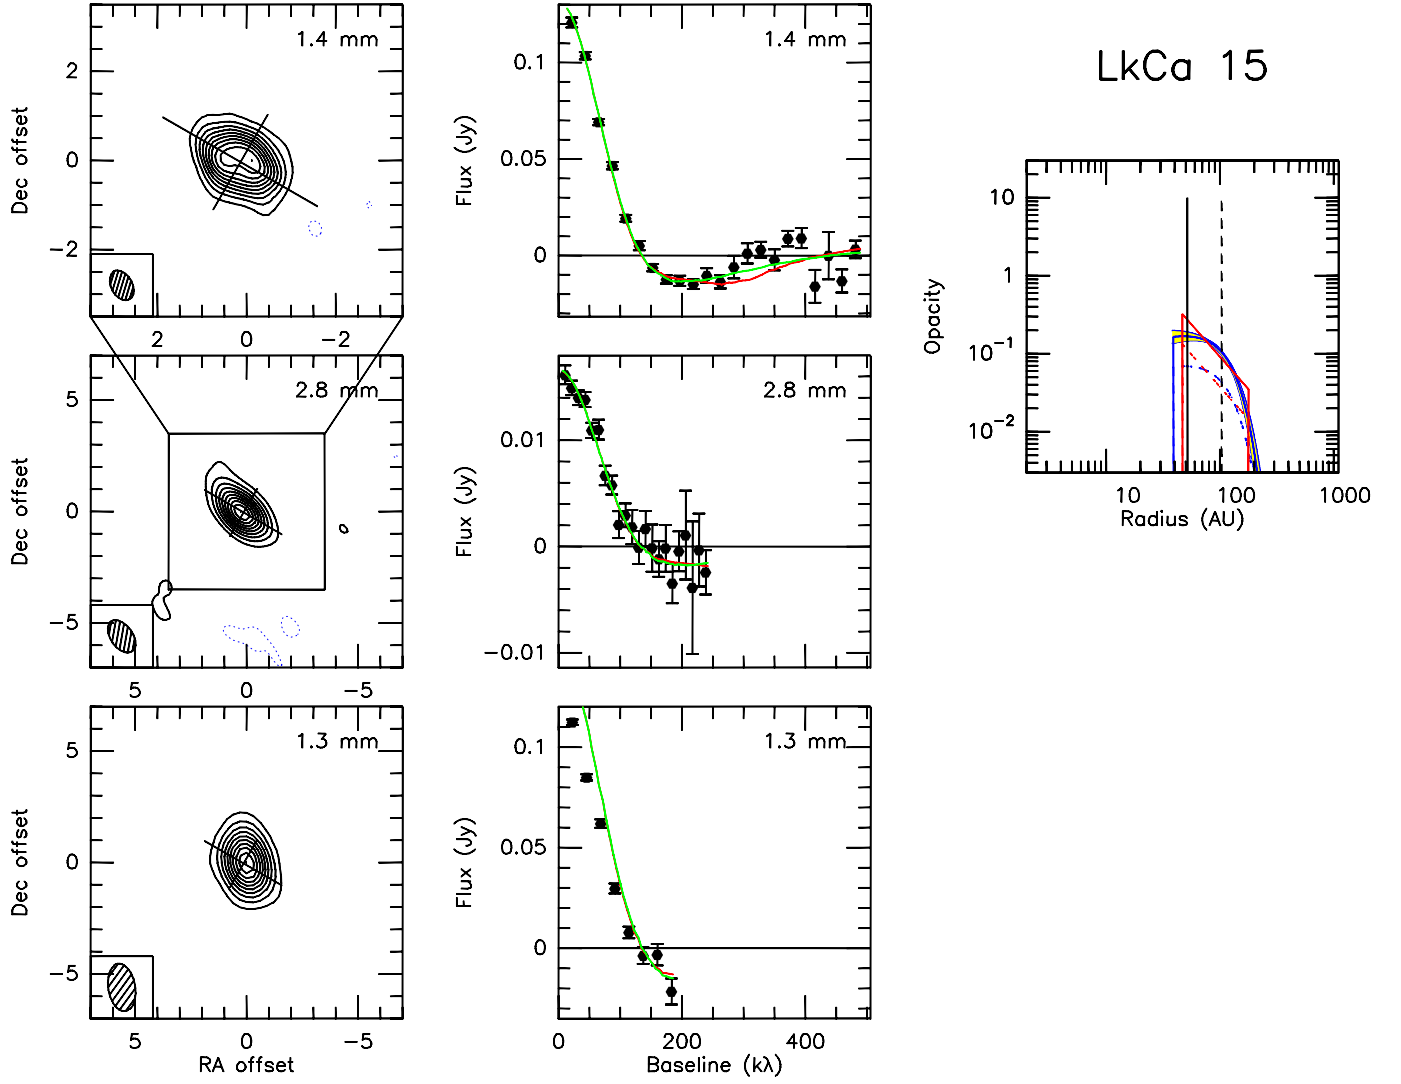 LkCa 15
1.4 mm
Dec offset
2
0
−2
2 0 −2
1.4 mm
Flux (Jy)
0.1
0.05
0
2.8 mm
Dec offset
5
0
−5
5 0 −5
2.8 mm
Flux (Jy)
0.01
0
−0.01
1.3 mm
Dec offset
5
0
−5
5 0 −5
RA offset
1.3 mm
Flux (Jy)
0.1
0.05
0
0 200 400
Baseline (kλ)
Opacity
10
1
10⁻¹
10⁻²
10 100 1000
Radius (AU)